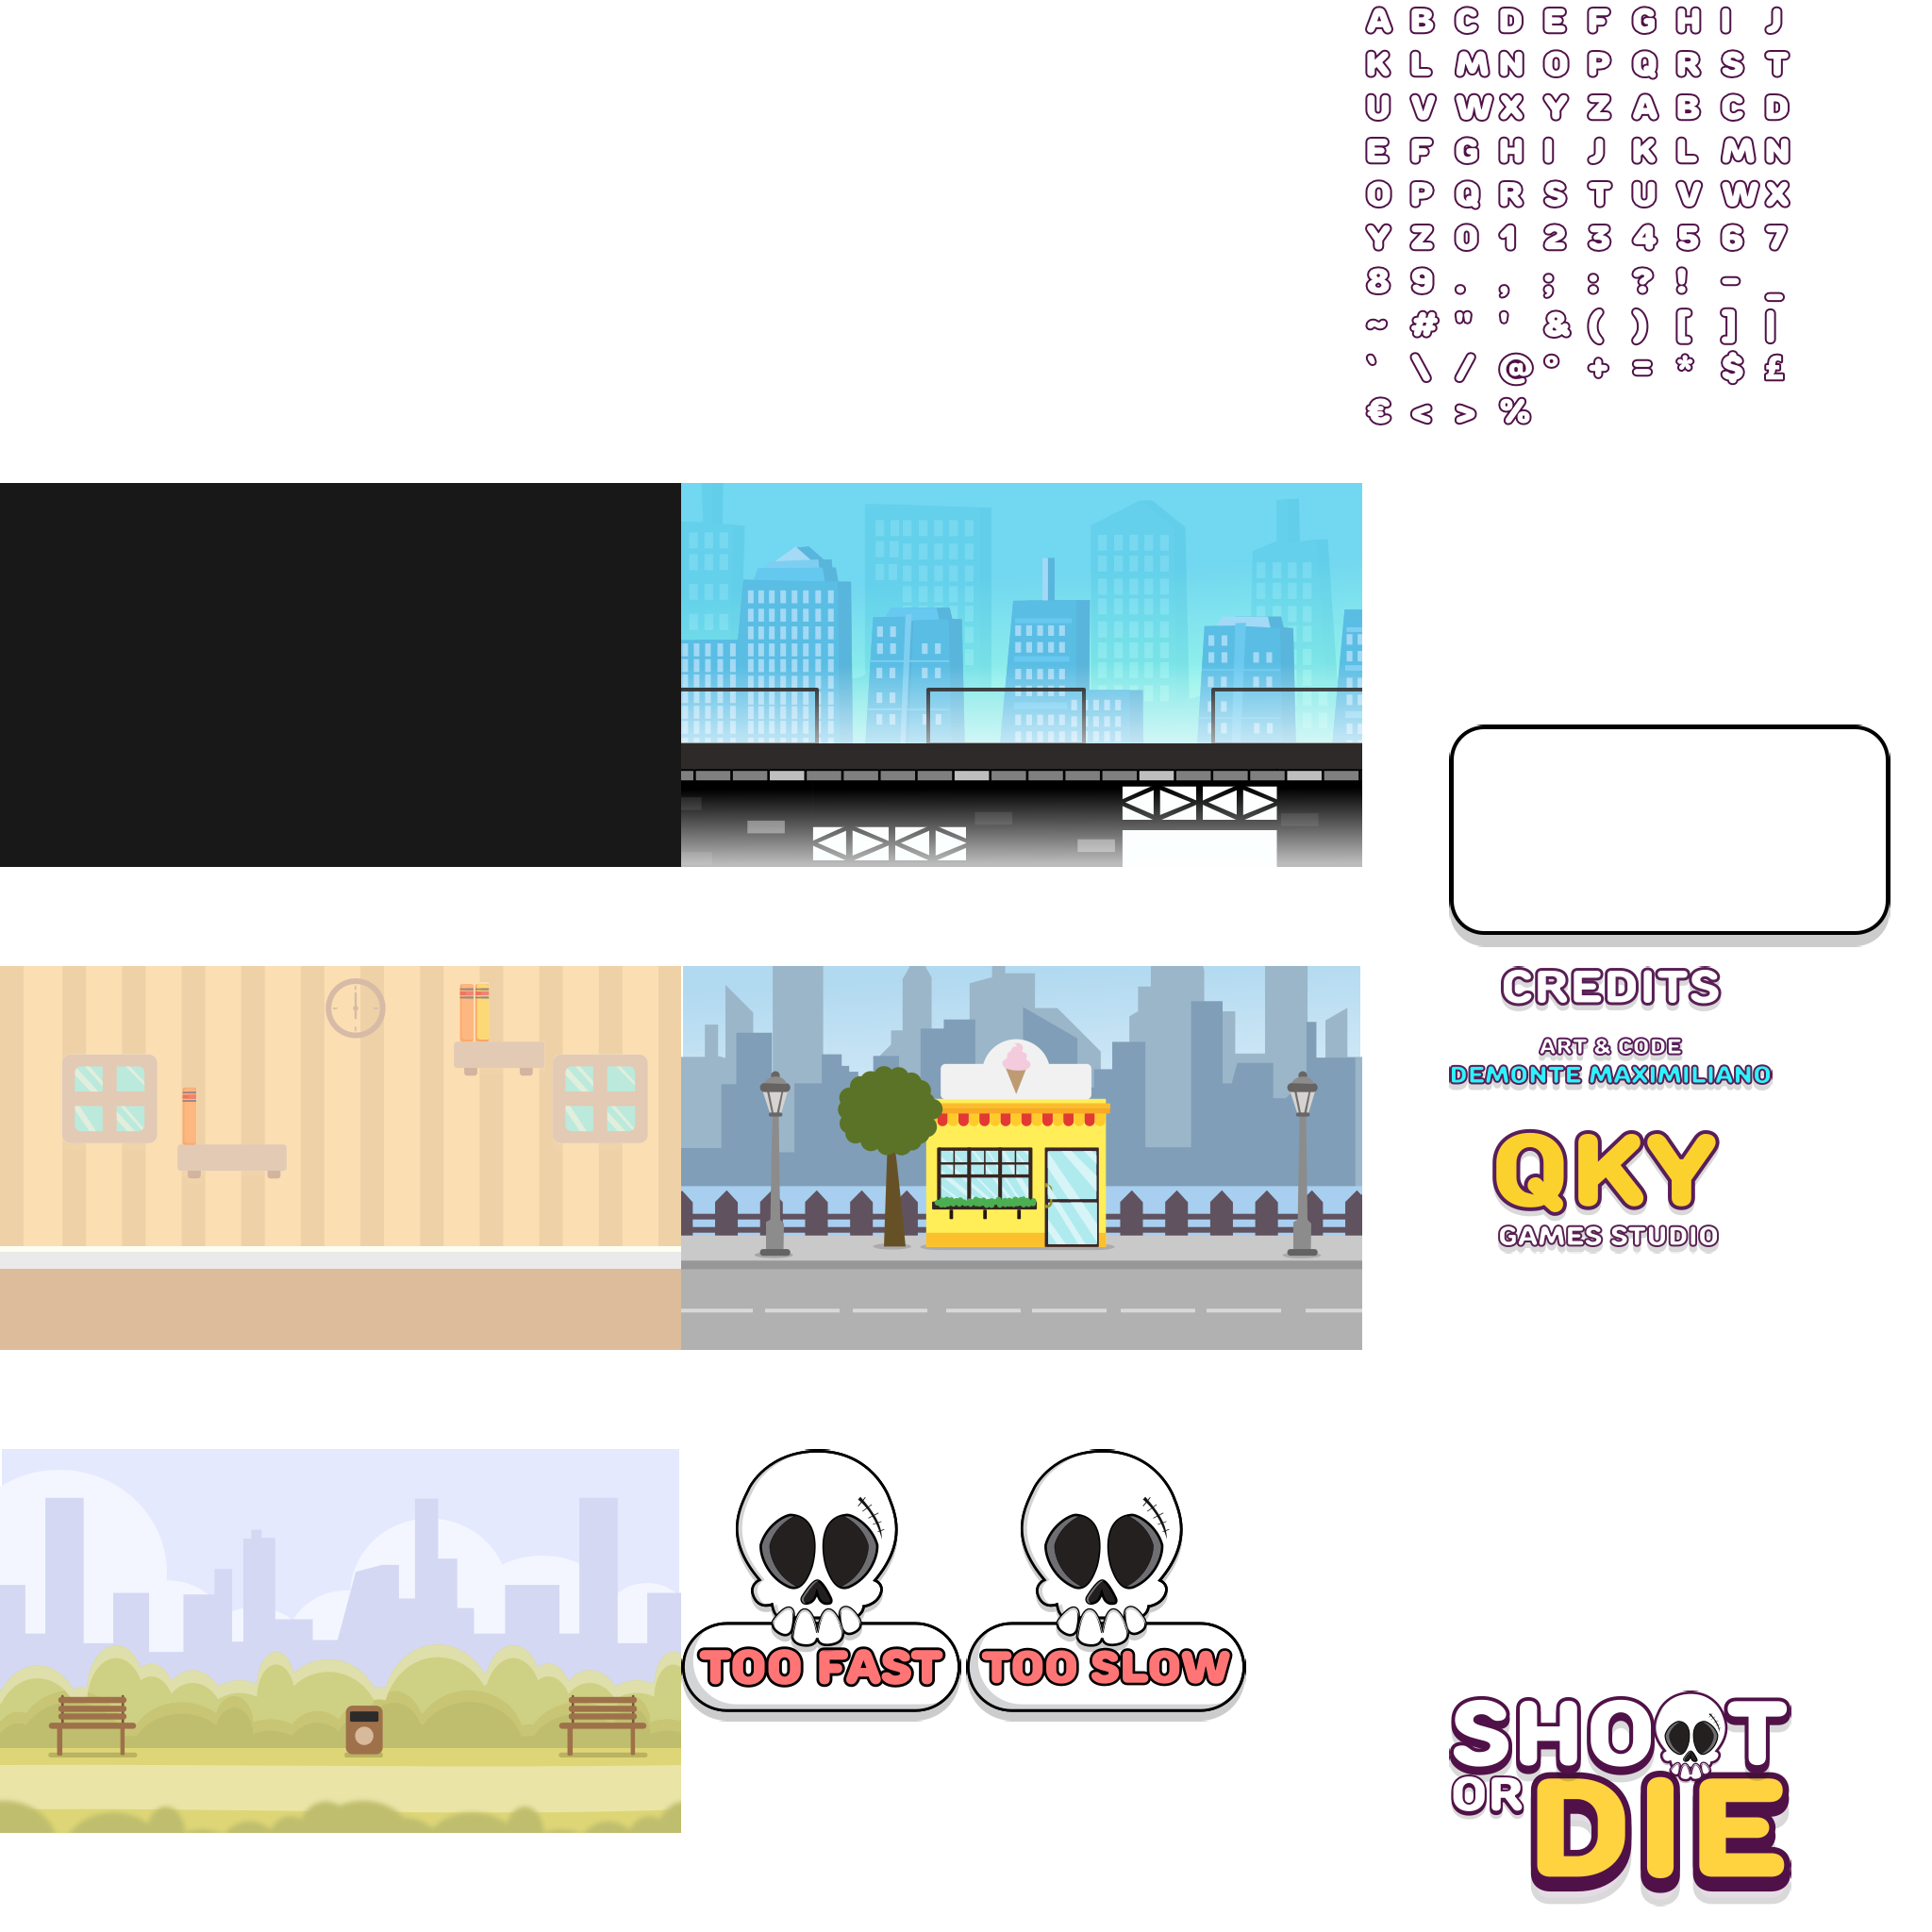 A B C D E F G H I J
K L M N O P Q R S T
U V W X Y Z A B C D
E F G H I J K L M N
O P Q R S T U V W X
Y Z 0 1 2 3 4 5 6 7
8 9 . , ; : ? ! - _
~ # " ' & ( ) [ ] |
` \ / @ ° + = * $ £
€ < > %
CREDITS
ART & CODE
DEMONTE MAXIMILIANO
QKY
GAMES STUDIO
TOO FAST
TOO SLOW
SHOOT
OR
DIE